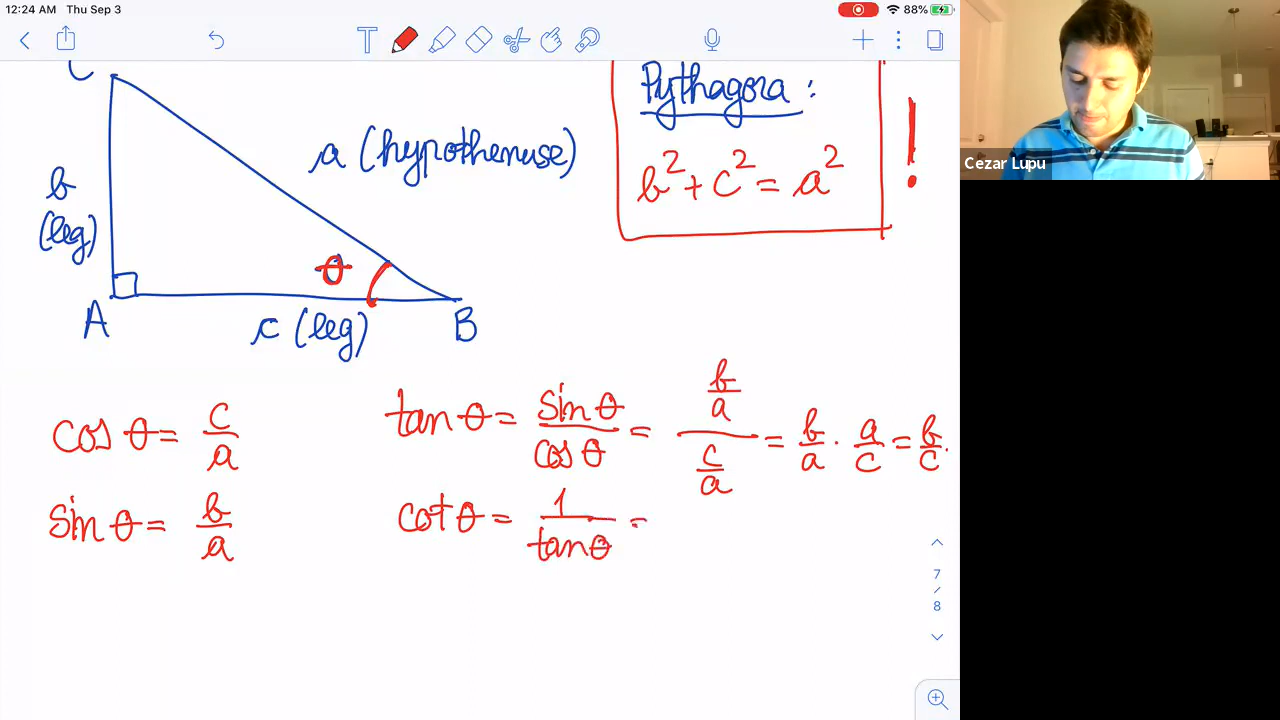 12:24 AM Thu Sep 3
88%
T
C
Pythagora :
a (hypothenuse)
b² + c² = a²
!
b
(leg)
θ
A
c (leg)
B
cos θ = c/a
tan θ = sin θ / cos θ = (b/a) / (c/a) = b/a · a/c = b/c.
sin θ = b/a
cot θ = 1 / tan θ =
7
/
8
Cezar Lupu